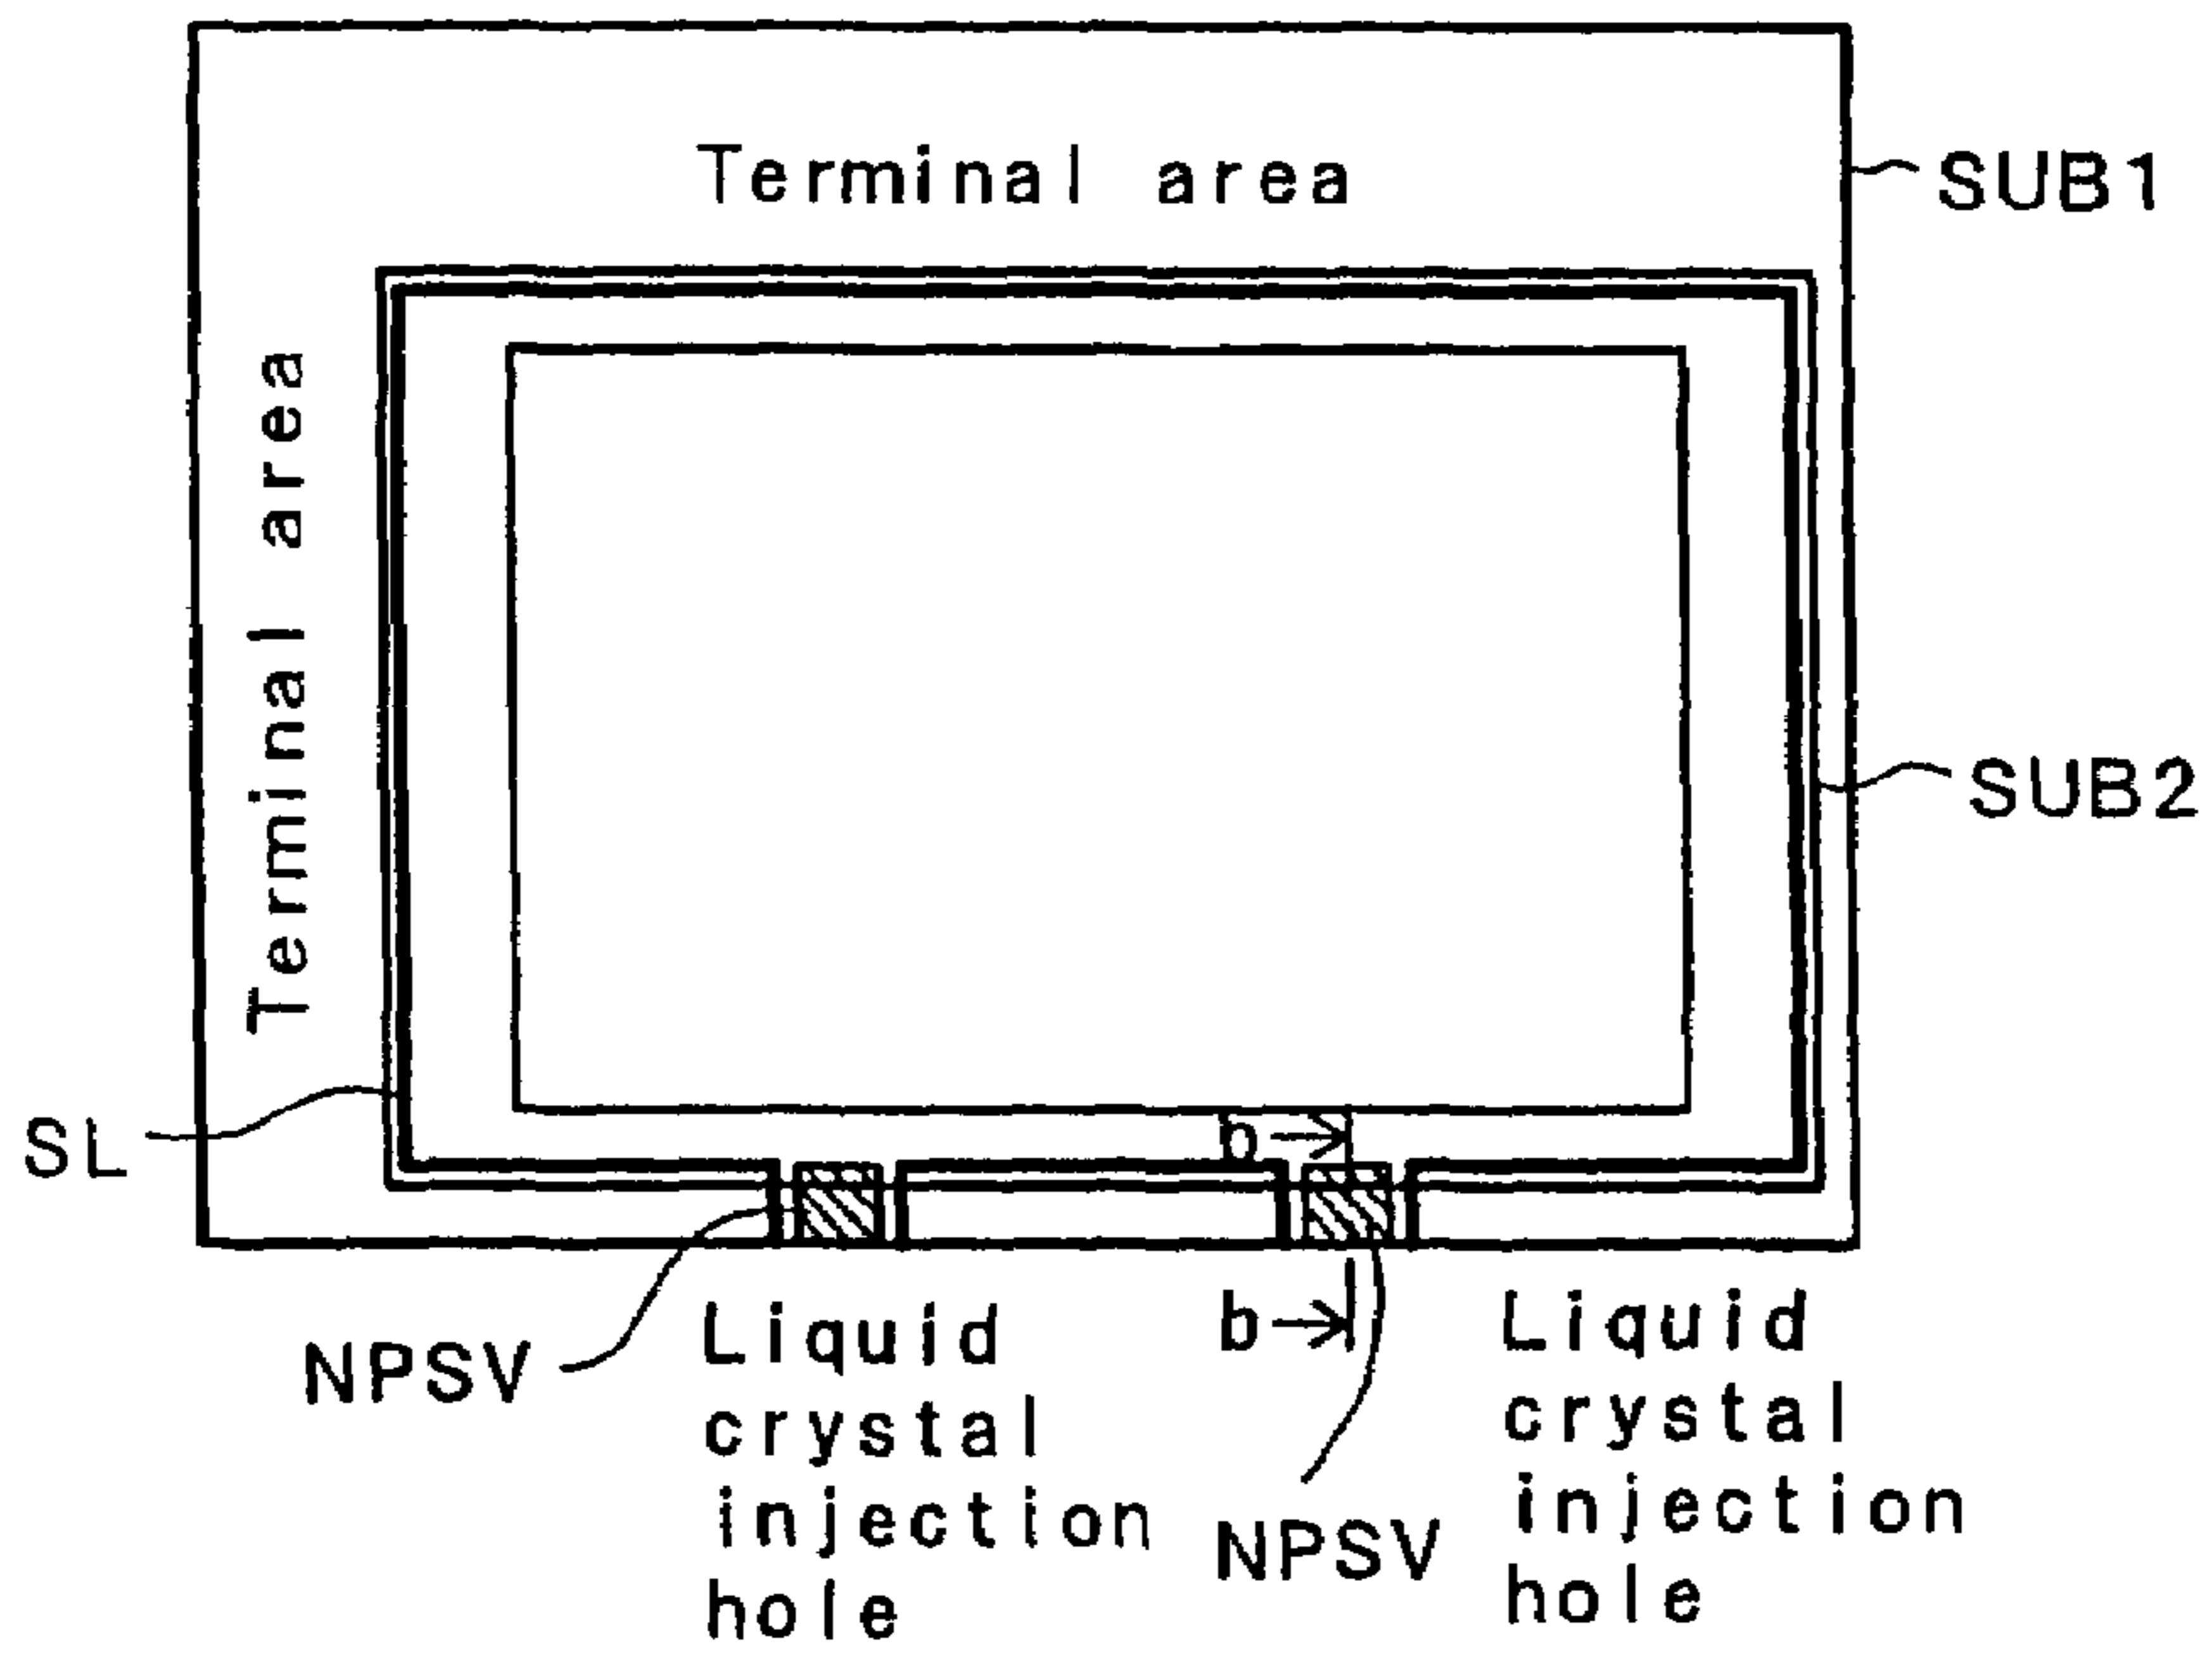 Terminal area
SUB1
Terminal area
SUB2
SL
b
b
NPSV
Liquid
crystal
injection
hole
NPSV
Liquid
crystal
injection
hole